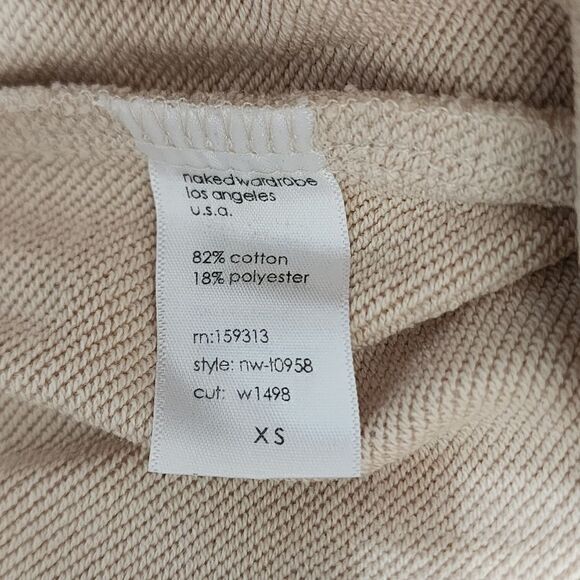 nakedwardrobe
los angeles
u.s.a.
82% cotton
18% polyester
rn:159313
style: nw-t0958
cut: w1498
XS